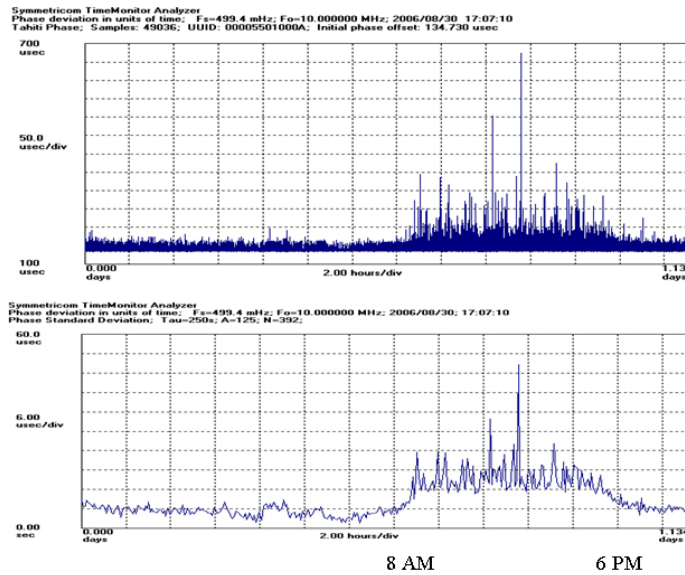 Symmetricom TimeMonitor Analyzer
Phase deviation in units of time; Fs=499.4 mHz; Fo=10.000000 MHz; 2006/08/30 17:07:10
Tahiti Phase; Samples: 49036; UUID: 00005501000A; Initial phase offset: 134.730 usec
700
usec
50.0
usec/div
100
usec
0.000
days
2.00 hours/div
1.13
days
Symmetricom TimeMonitor Analyzer
Phase deviation in units of time; Fs=499.4 mHz; Fo=10.000000 MHz; 2006/08/30; 17:07:10
Phase Standard Deviation; Tau=250s; A=125; N=392;
60.0
usec
6.00
usec/div
0.00
sec
0.000
days
2.00 hours/div
1.134
days
8 AM 6 PM